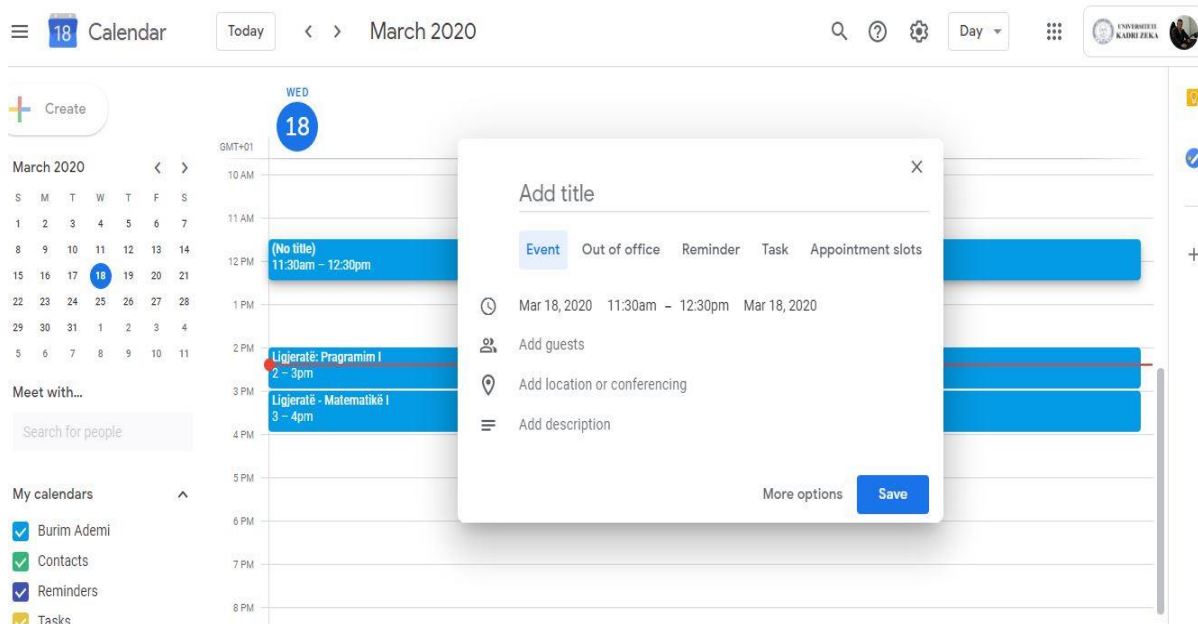 18 Calendar Today March 2020 Day UNIVERSITETI
KADRI ZEKA
Create
March 2020
S M T W T F S
1 2 3 4 5 6 7
8 9 10 11 12 13 14
15 16 17 18 19 20 21
22 23 24 25 26 27 28
29 30 31 1 2 3 4
5 6 7 8 9 10 11
Meet with...
Search for people
My calendars
Burim Ademi
Contacts
Reminders
Tasks
WED
18
GMT+01
10 AM
11 AM
12 PM
1 PM
2 PM
3 PM
4 PM
5 PM
6 PM
7 PM
8 PM
(No title)
11:30am – 12:30pm
Ligjeratë: Pragramim I
2 – 3pm
Ligjeratë - Matematikë I
3 – 4pm
Add title
Event Out of office Reminder Task Appointment slots
Mar 18, 2020 11:30am – 12:30pm Mar 18, 2020
Add guests
Add location or conferencing
Add description
More options Save